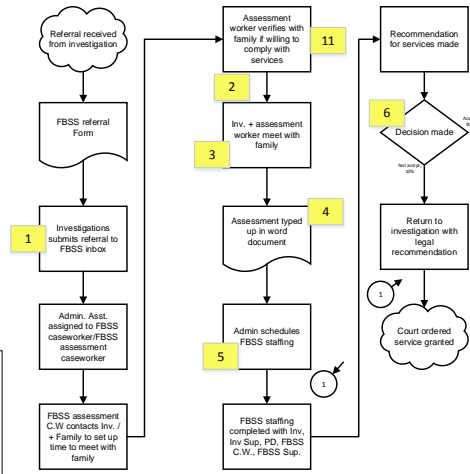 Referral received
from investigation
FBSS referral
Form
1
Investigations
submits referral to
FBSS inbox
Admin. Asst.
assigned to FBSS
caseworker/FBSS
assessment
caseworker
FBSS assessment
C.W contacts Inv. /
+ Family to set up
time to meet with
family
Assessment
worker verifies with
family if willing to
comply with
services
11
2
Inv. + assessment
worker meet with
family
3
Assessment typed
up in word
document
4
Admin schedules
FBSS staffing
5
1
FBSS staffing
completed with Inv,
Inv Sup, PD, FBSS
C.W., FBSS Sup.
Recommendation
for services made
6
Decision made
Not accept,
10%
Return to
investigation with
legal
recommendation
1
Court ordered
service granted